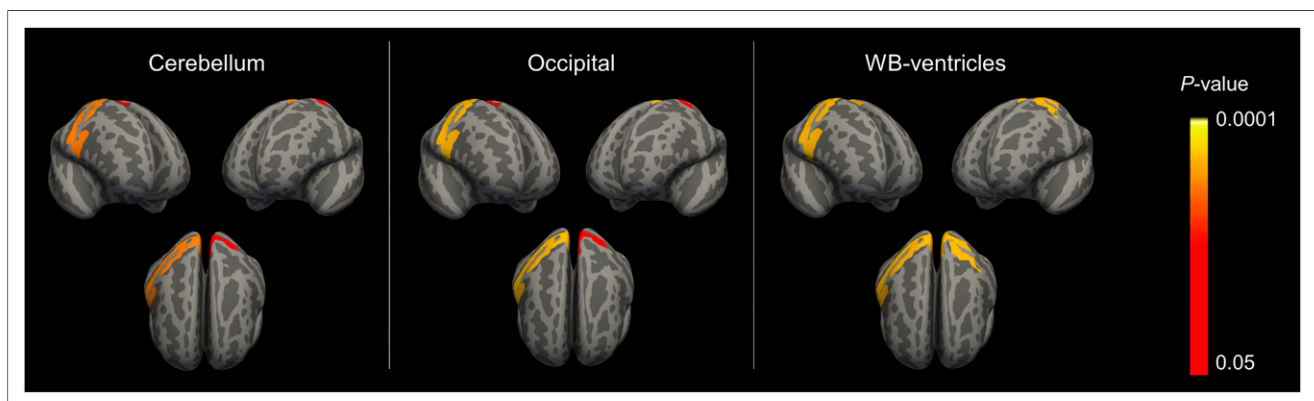 Cerebellum
Occipital
WB-ventricles
P-value
0.0001
0.05